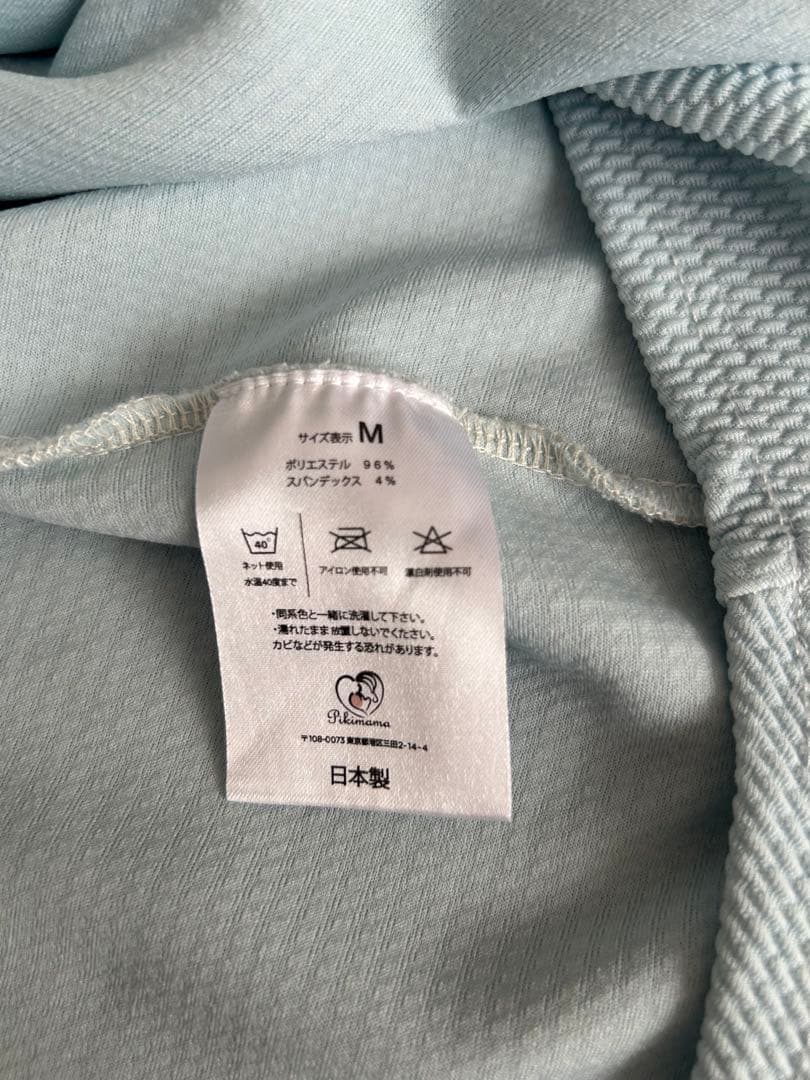 サイズ表示 M
ポリエステル 96%
スパンデックス 4%
40°
ネット使用
水温40度まで
アイロン使用不可
漂白剤使用不可
・同系色と一緒に洗濯して下さい。
・濡れたまま放置しないでください。
カビなどが発生する恐れがあります。
Pikimama
〒108-0073 東京都港区三田2-14-4
日本製